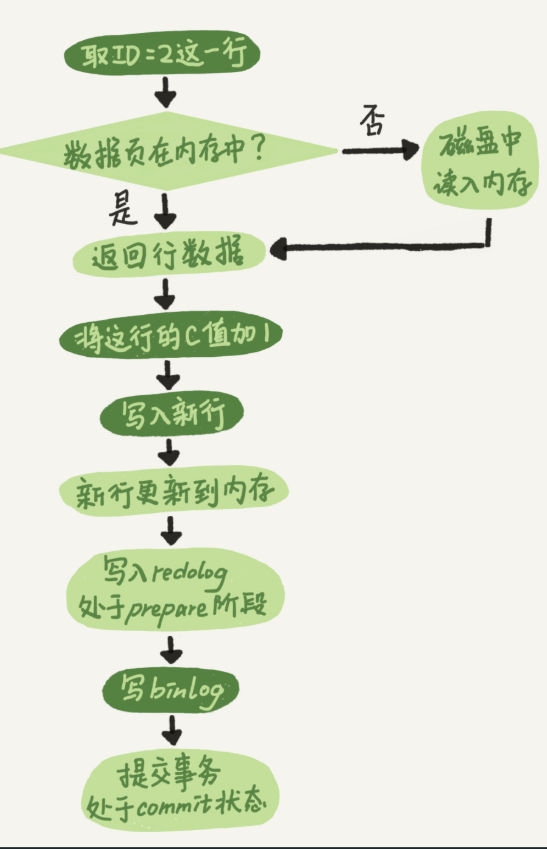 取ID=2这一行
数据页在内存中？
否
磁盘中
读入内存
是
返回行数据
将这行的C值加1
写入新行
新行更新到内存
写入redolog
处于prepare阶段
写binlog
提交事务
处于commit状态